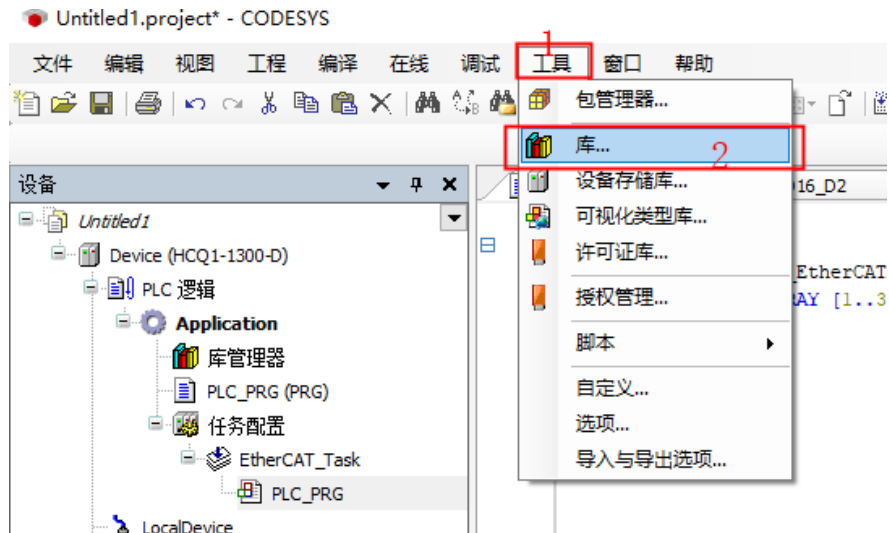 Untitled1.project* - CODESYS
1
文件 编辑 视图 工程 编译 在线 调试 工具 窗口 帮助
包管理器...
库... 2
设备
设备存储库...
16_D2
Untitled1
可视化类型库...
Device (HCQ1-1300-D)
许可证库...
_EtherCAT
PLC 逻辑
授权管理...
AY [1..3
Application
脚本
库管理器
PLC_PRG (PRG)
自定义...
任务配置
选项...
EtherCAT_Task
导入与导出选项...
PLC_PRG
LocalDevice